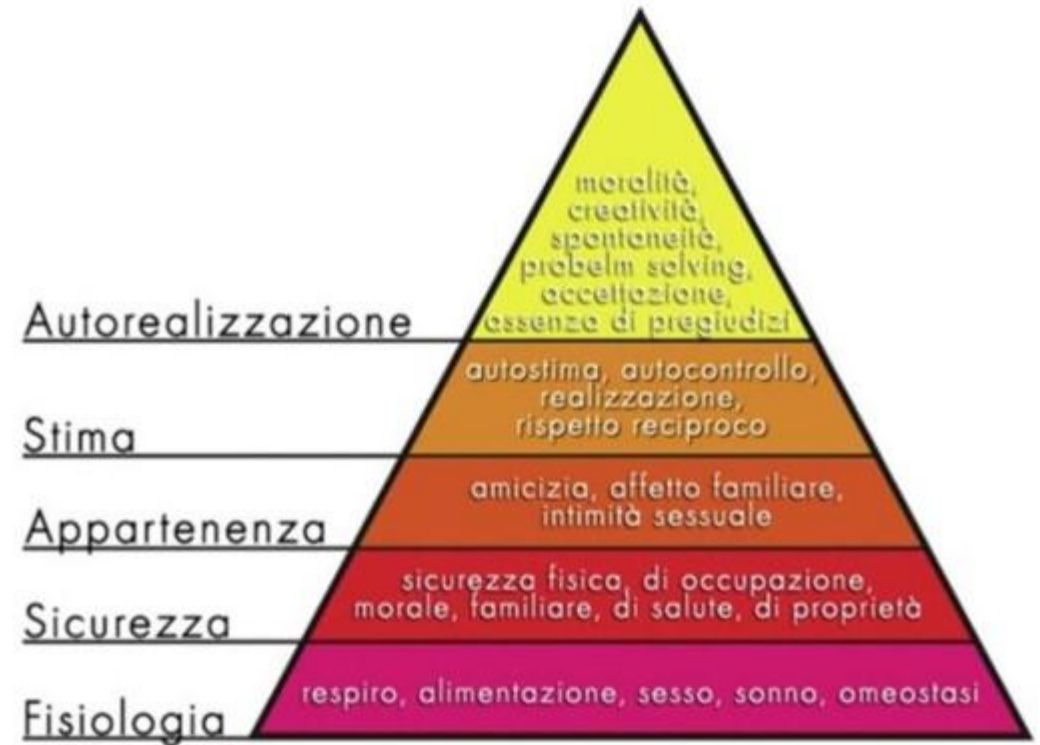 moralità,
creatività,
spontaneità,
probelm solving,
accettazione,
assenza di pregiudizi
Autorealizzazione
autostima, autocontrollo,
realizzazione,
rispetto reciproco
Stima
amicizia, affetto familiare,
intimità sessuale
Appartenenza
sicurezza fisica, di occupazione,
morale, familiare, di salute, di proprietà
Sicurezza
respiro, alimentazione, sesso, sonno, omeostasi
Fisiologia